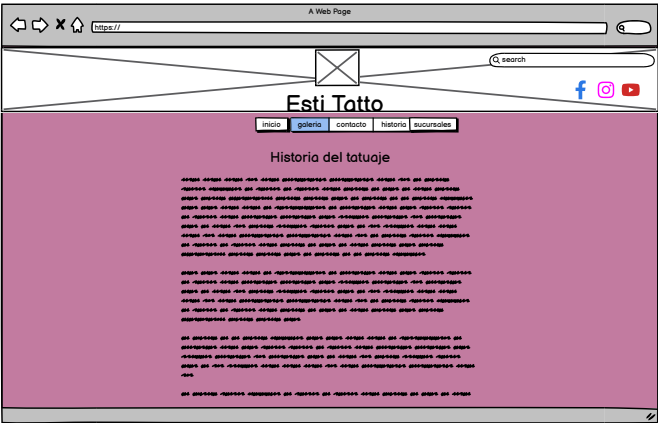 A Web Page
https://
search
Esti Tatto
inicio galeria contacto historia sucursales
Historia del tatuaje